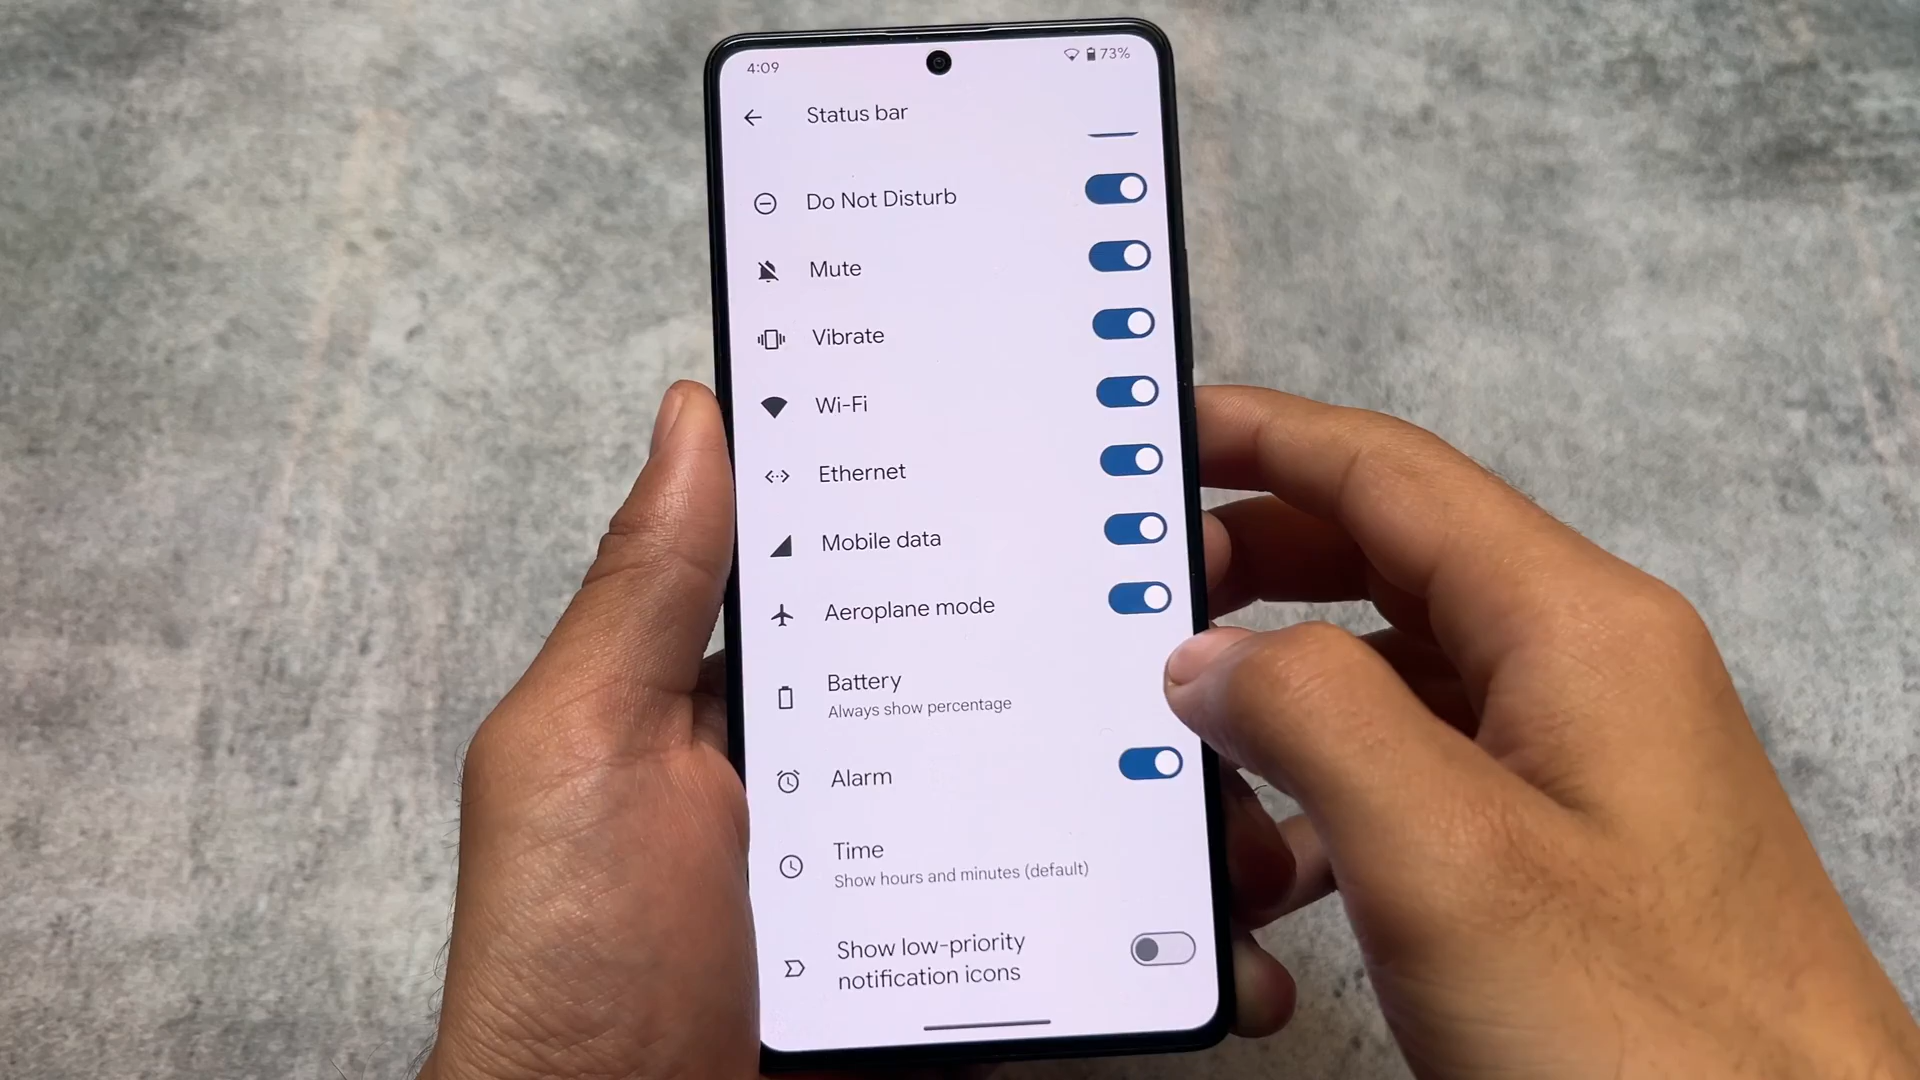 4:09
73%
Status bar
Do Not Disturb
Mute
Vibrate
Wi-Fi
Ethernet
Mobile data
Aeroplane mode
Battery
Always show percentage
Alarm
Time
Show hours and minutes (default)
Show low-priority
notification icons